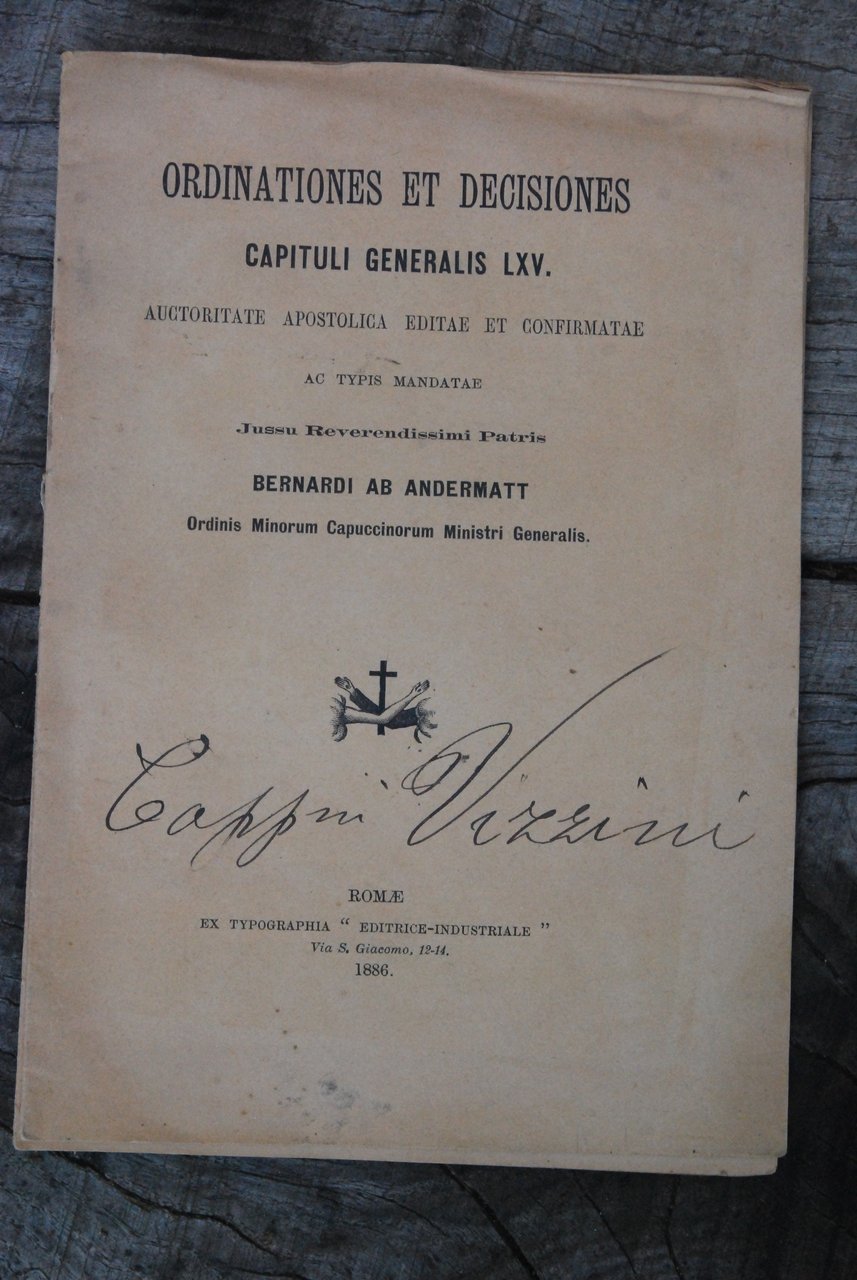 ORDINATIONES ET DECISIONES
CAPITULI GENERALIS LXV.
AUCTORITATE APOSTOLICA EDITAE ET CONFIRMATAE
AC TYPIS MANDATAE
Jussu Reverendissimi Patris
BERNARDI AB ANDERMATT
Ordinis Minorum Capuccinorum Ministri Generalis.
Cappni Vizzini
ROMÆ
EX TYPOGRAPHIA “ EDITRICE-INDUSTRIALE ”
Via S. Giacomo, 12-14.
1886.